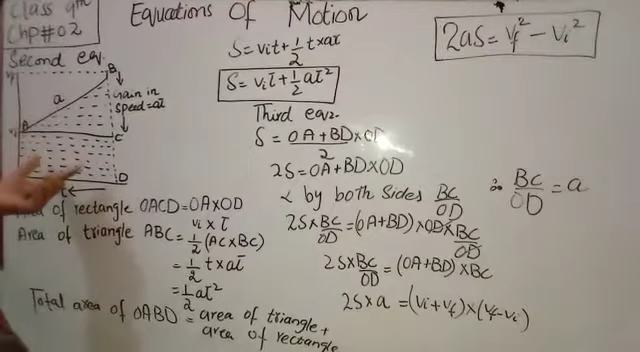 Class 9th
Chp#02
Equations Of Motion
Second eqv.
B
a
Gain in
speed=at
A
vi
C
D
t
Area of rectangle OACD=OA×OD
vi × t
Area of triangle ABC=1/2(AC×BC)
=1/2 t×at
=1/2 at²
Total area of OABD = area of triangle+
area of rectangle
S=vit+1/2 t×at
S=vit+1/2at²
Third eqv.
S=OA+BD×OD/2
2S=OA+BD×OD
× by both Sides BC/OD
2S×BC/OD=(OA+BD)×OD×BC/OD
2S×BC/OD=(OA+BD)×BC
2S×a=(vi+vf)×(vf-vi)
2aS=vf²-vi²
∴ BC/OD=a